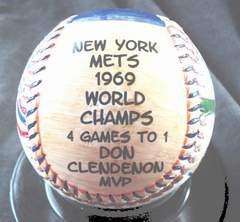 NEW YORK
METS
1969
WORLD
CHAMPS
4 GAMES TO 1
DON
CLENDENON
MVP